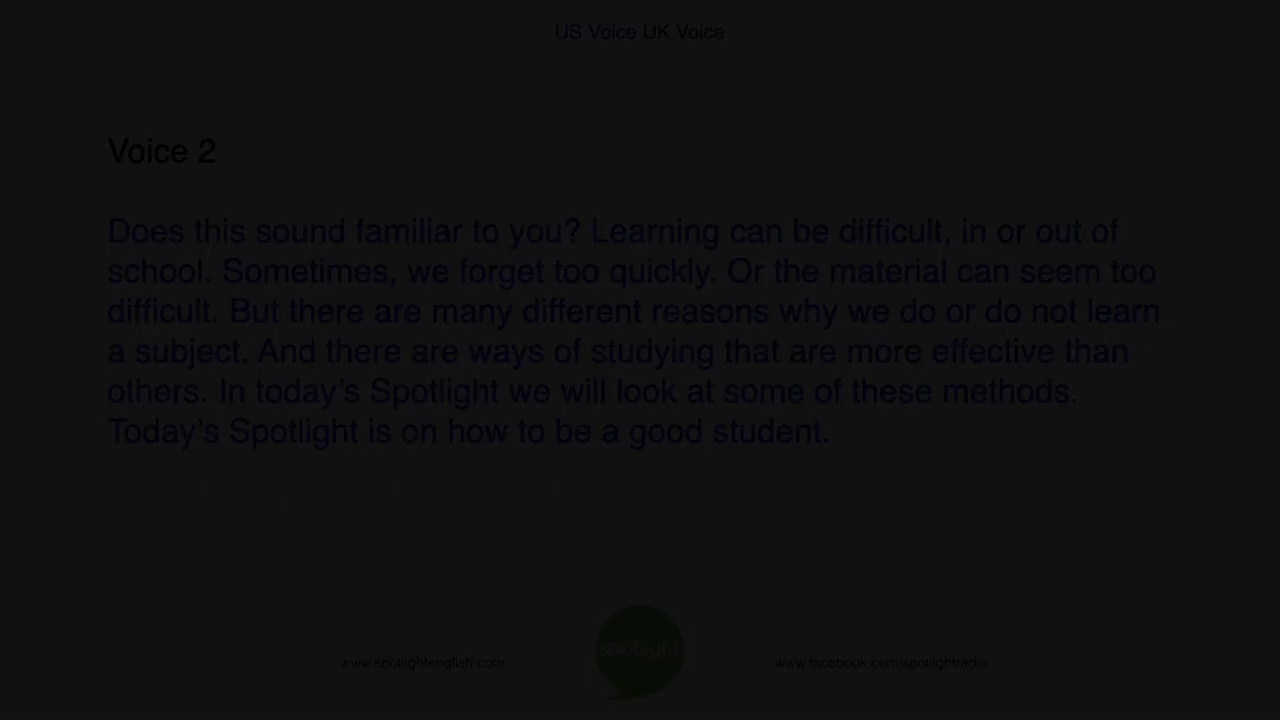 US Voice UK Voice
Voice 2
Does this sound familiar to you? Learning can be difficult, in or out of
school. Sometimes, we forget too quickly. Or the material can seem too
difficult. But there are many different reasons why we do or do not learn
a subject. And there are ways of studying that are more effective than
others. In today’s Spotlight we will look at some of these methods.
Today’s Spotlight is on how to be a good student.
www.spotlightenglish.com
spotlight
www.facebook.com/spotlightradio